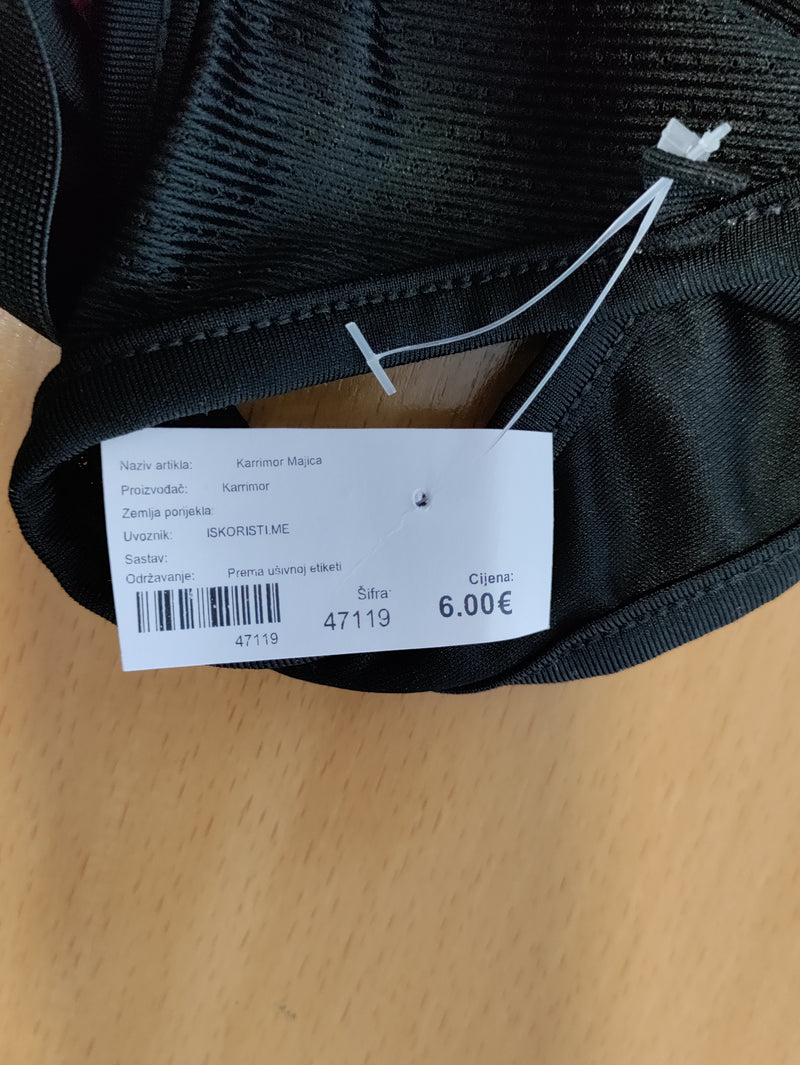 Naziv artikla: Karrimor Majica
Proizvođač: Karrimor
Zemlja porijekla:
Uvoznik: ISKORISTI.ME
Sastav:
Održavanje: Prema ušivnoj etiketi
47119
Šifra:
47119
Cijena:
6.00€